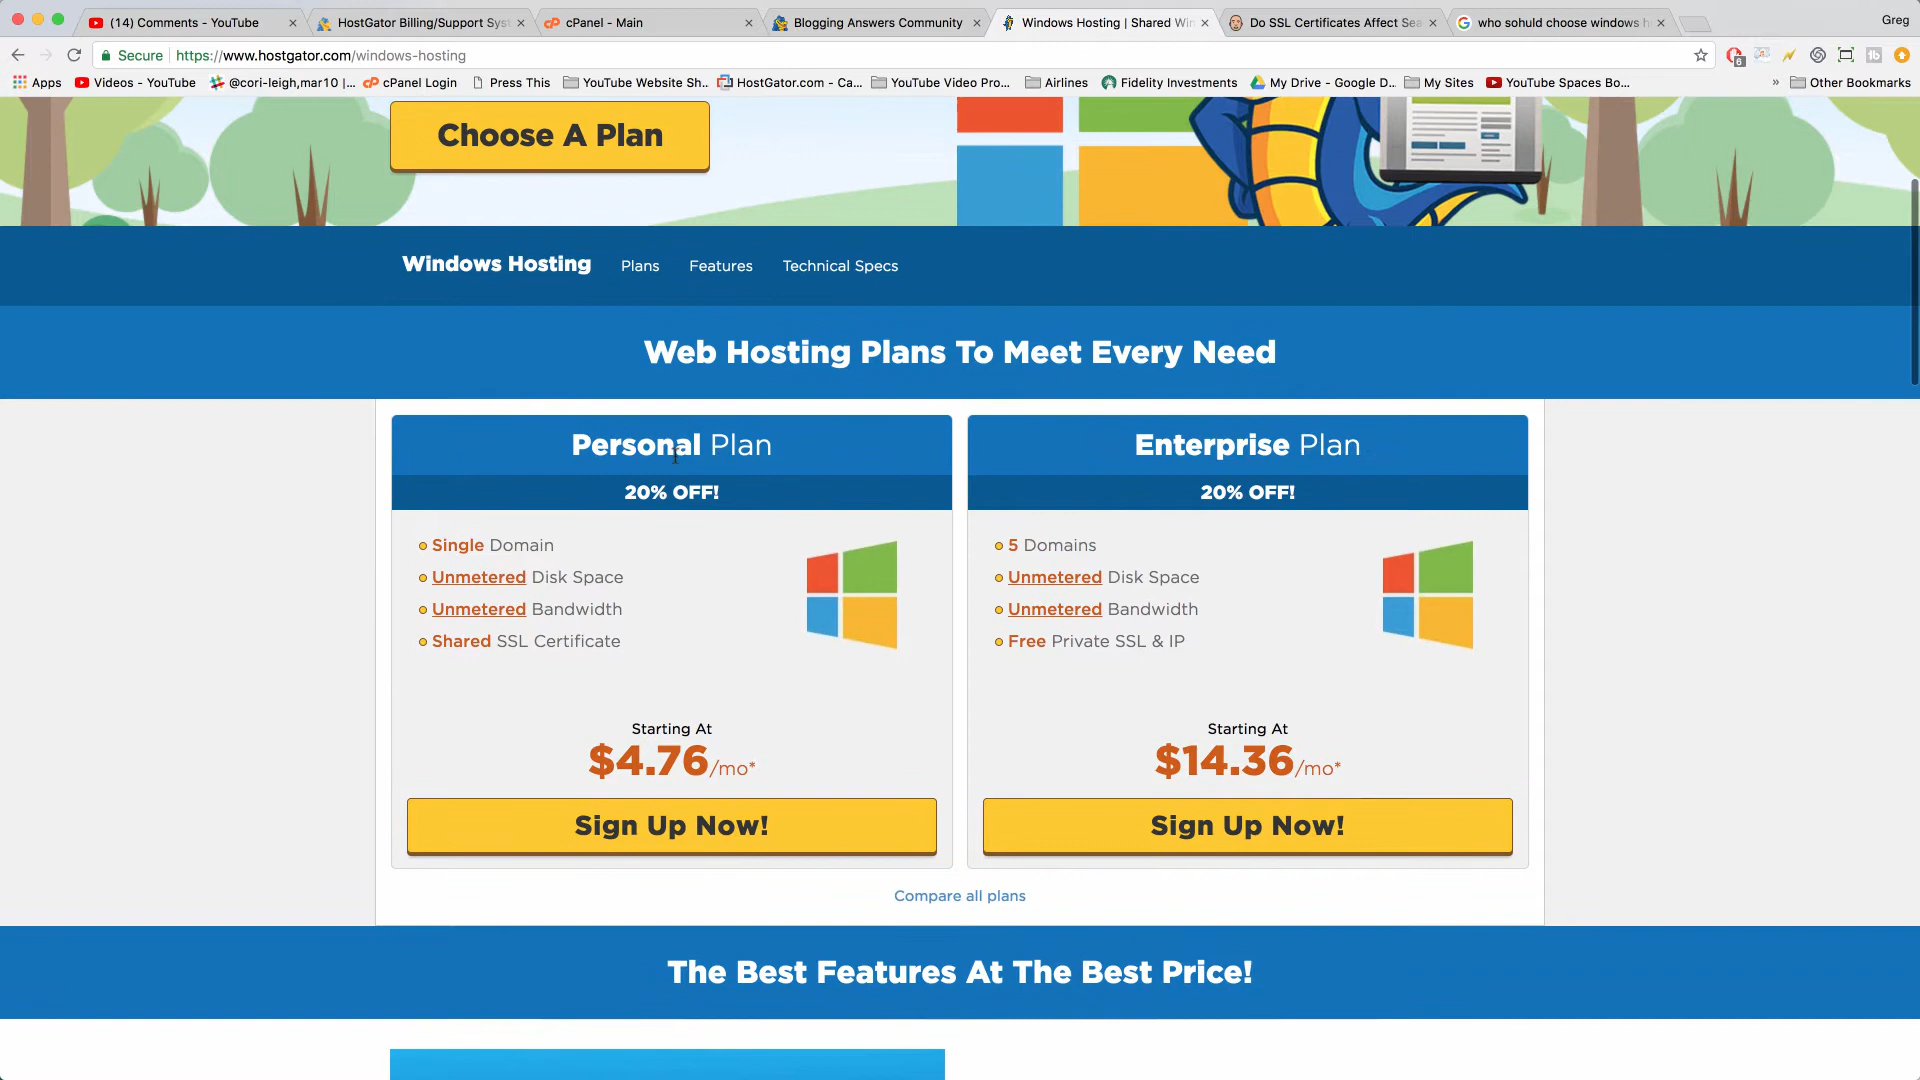 (14) Comments - YouTube
HostGator Billing/Support Sys
cPanel - Main
Blogging Answers Community
Windows Hosting | Shared Win
Do SSL Certificates Affect Sea
who sohuld choose windows h
Greg
Secure
https://www.hostgator.com/windows-hosting
6
Apps
Videos - YouTube
@cori-leigh,mar10 |...
cPanel Login
Press This
YouTube Website Sh..
HostGator.com - Ca...
YouTube Video Pro...
Airlines
Fidelity Investments
My Drive - Google D...
My Sites
YouTube Spaces Bo...
»
Other Bookmarks
Choose A Plan
Windows Hosting
Plans
Features
Technical Specs
Web Hosting Plans To Meet Every Need
Personal Plan
20% OFF!
Single Domain
Unmetered Disk Space
Unmetered Bandwidth
Shared SSL Certificate
Starting At
$4.76/mo*
Sign Up Now!
Enterprise Plan
20% OFF!
5 Domains
Unmetered Disk Space
Unmetered Bandwidth
Free Private SSL & IP
Starting At
$14.36/mo*
Sign Up Now!
Compare all plans
The Best Features At The Best Price!